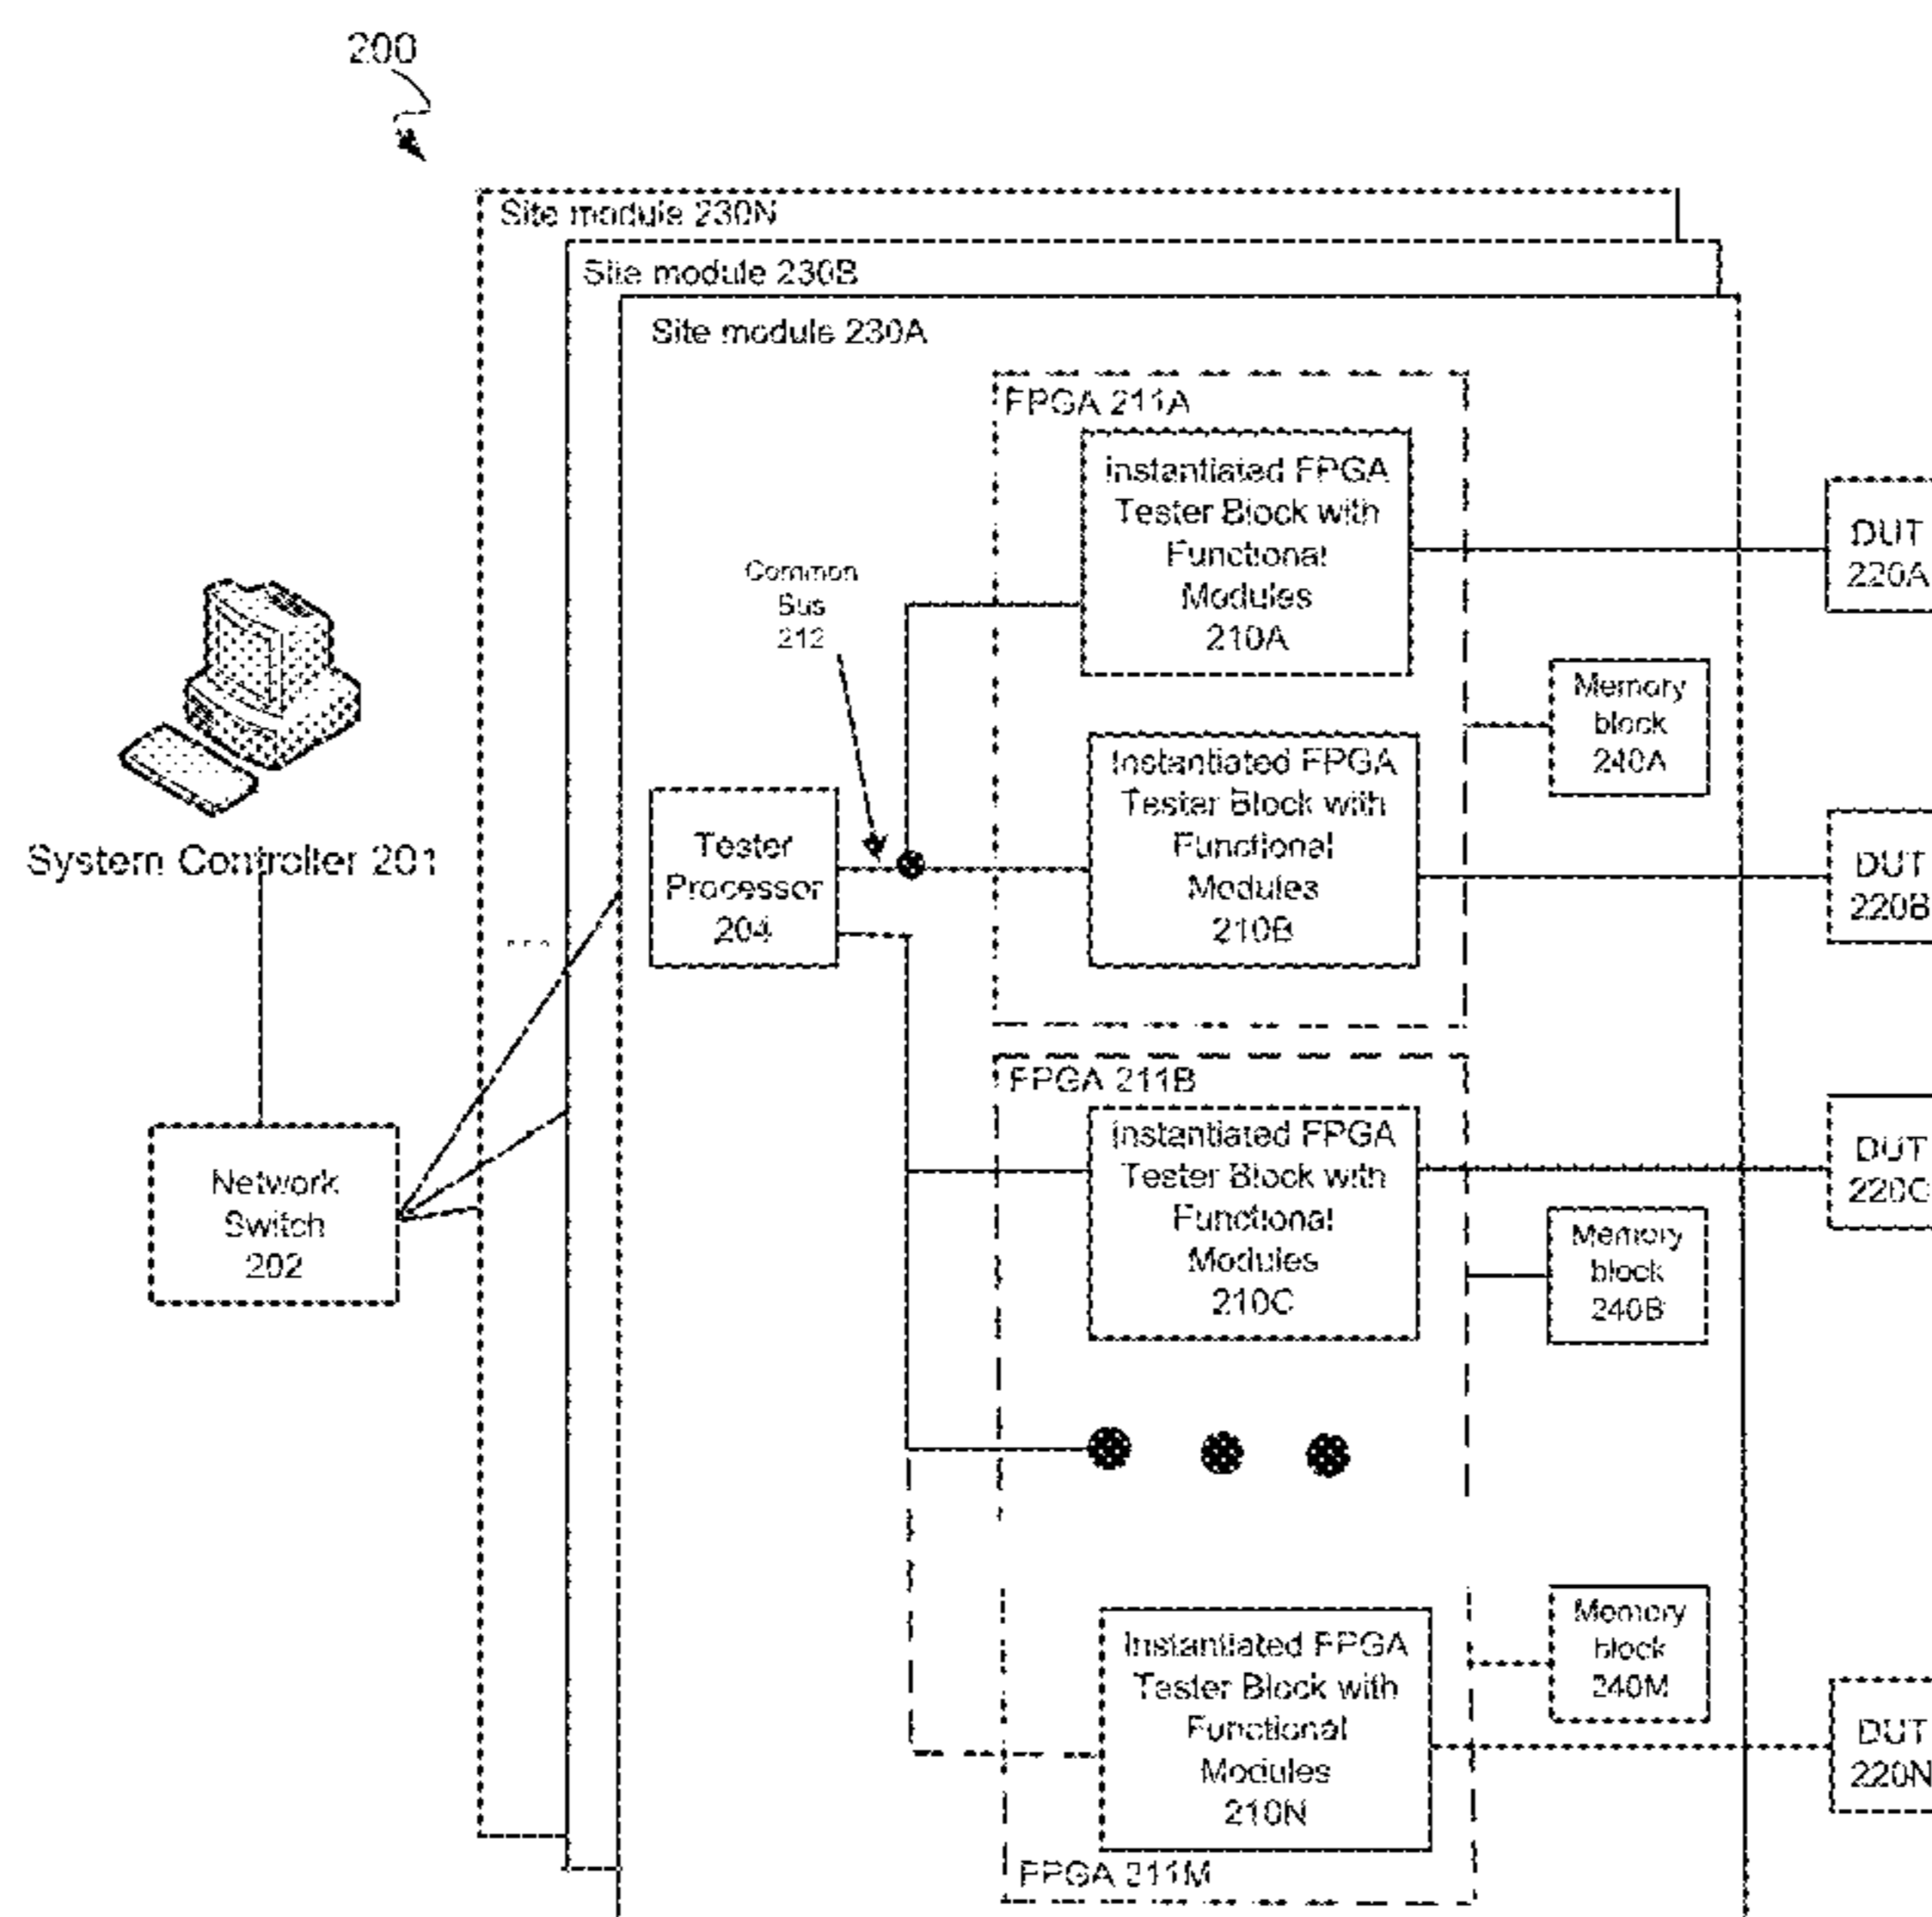 200
Site module 230N
Site module 230B
Site module 230A
FPGA 211A
Instantiated FPGA
Tester Block with
Functional
Modules
210A
DUT
220A
Common
Bus
212
Memory
block
240A
Instantiated FPGA
Tester Block with
Functional
Modules
210B
Tester
Processor
204
DUT
220B
System Controller 201
...
FPGA 211B
Instantiated FPGA
Tester Block with
Functional
Modules
210C
DUT
220C
Network
Switch
202
Memory
block
240B
Memory
block
240M
Instantiated FPGA
Tester Block with
Functional
Modules
210N
DUT
220N
FPGA 211M